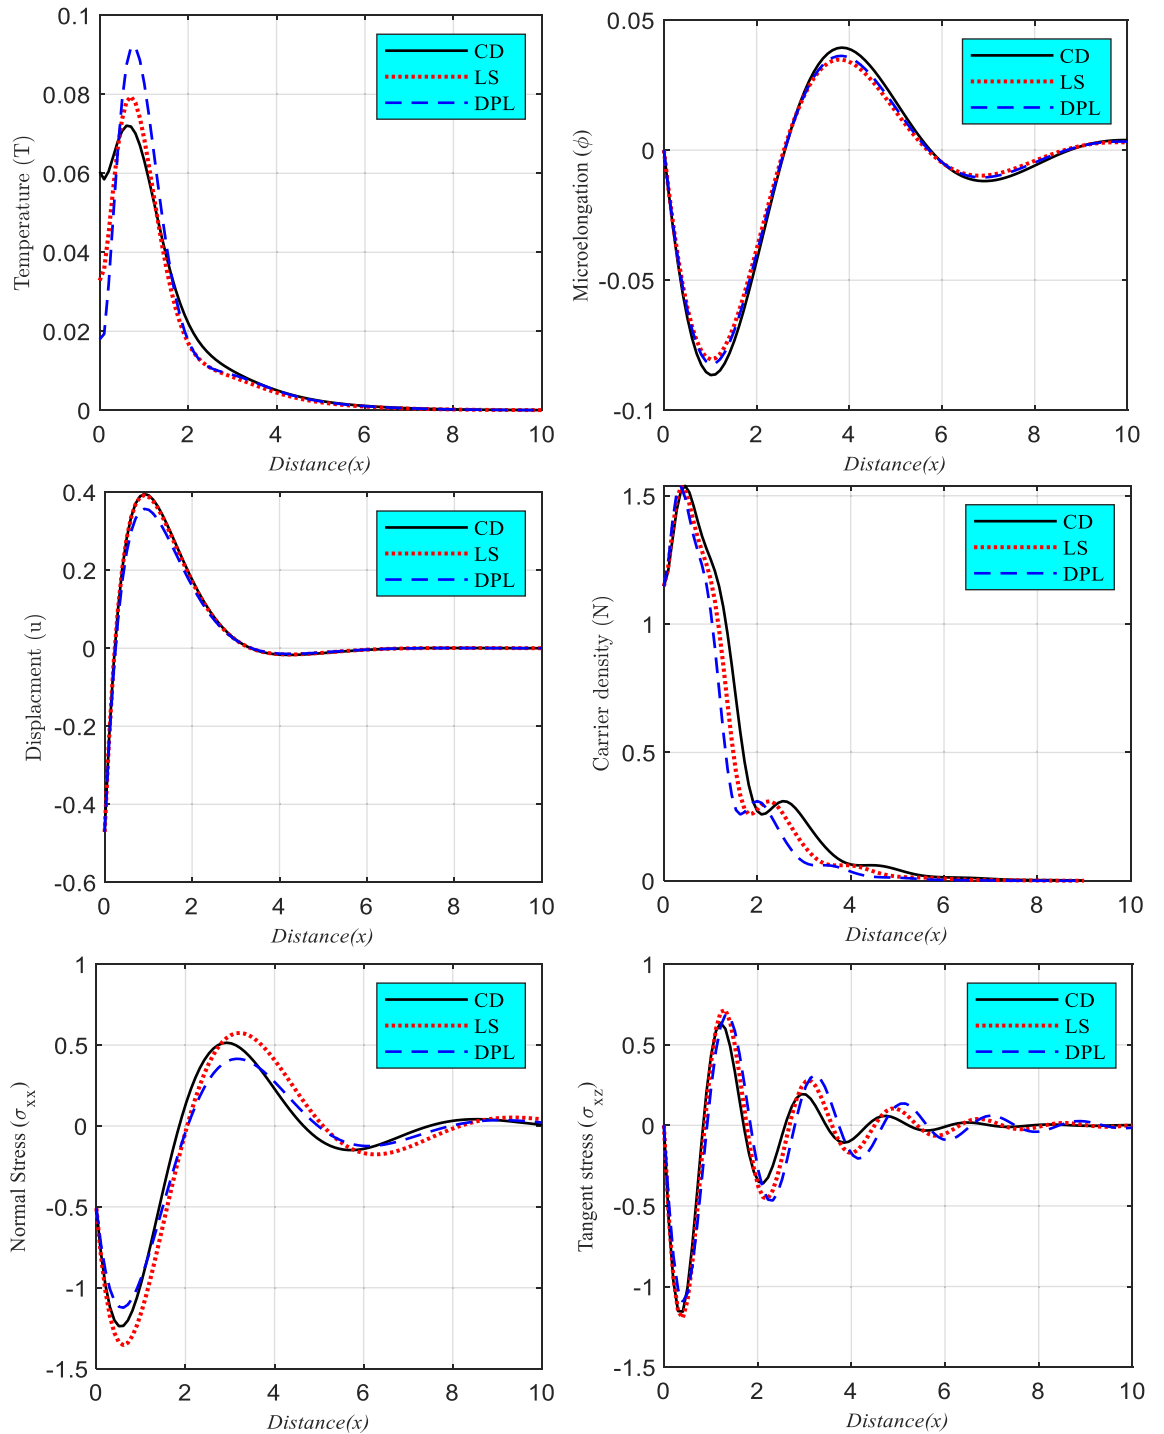 0.1
0.08
0.06
0.04
0.02
0
Temperature (T)
CD
LS
DPL
0 2 4 6 8 10
Distance(x)
0.05
0
-0.05
-0.1
Microelongation (ϕ)
CD
LS
DPL
0 2 4 6 8 10
Distance(x)
0.4
0.2
0
-0.2
-0.4
-0.6
Displacment (u)
CD
LS
DPL
0 2 4 6 8 10
Distance(x)
1.5
1
0.5
0
Carrier density (N)
CD
LS
DPL
0 2 4 6 8 10
Distance(x)
1
0.5
0
-0.5
-1
-1.5
Normal Stress (σxx)
CD
LS
DPL
0 2 4 6 8 10
Distance(x)
1
0.5
0
-0.5
-1
-1.5
Tangent stress (σxz)
CD
LS
DPL
0 2 4 6 8 10
Distance(x)